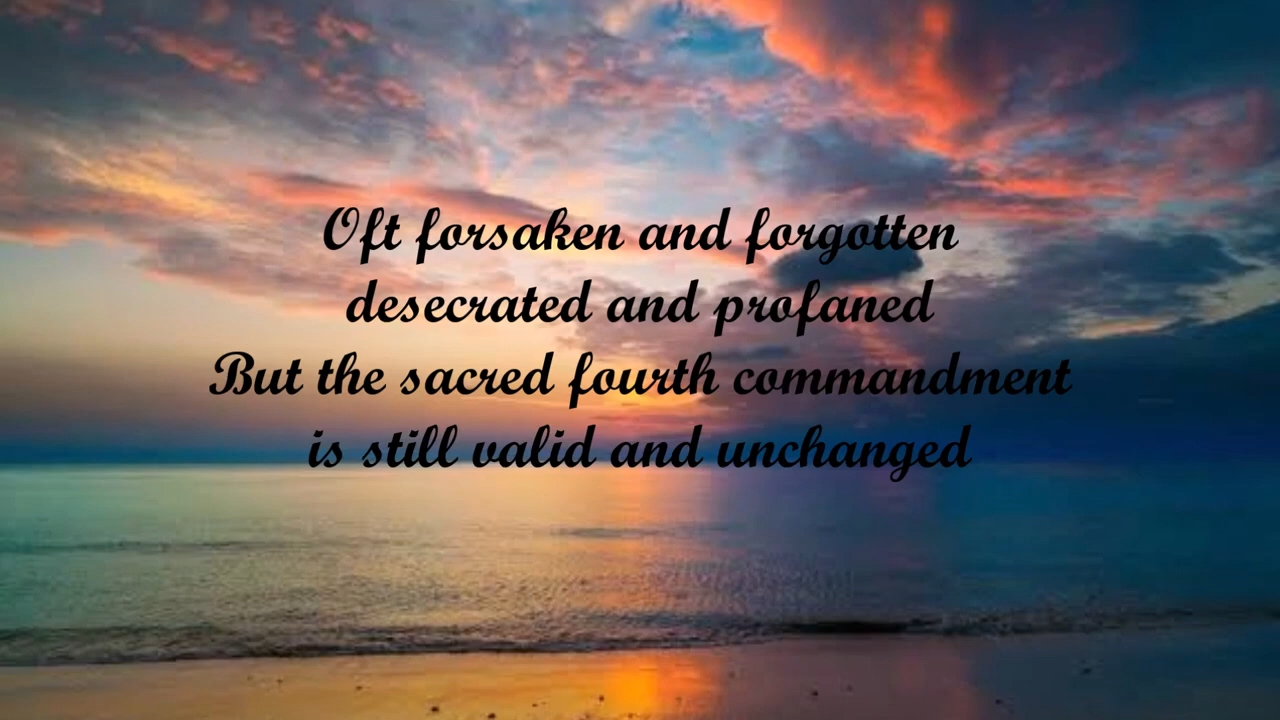 Oft forsaken and forgotten
desecrated and profaned
But the sacred fourth commandment
is still valid and unchanged